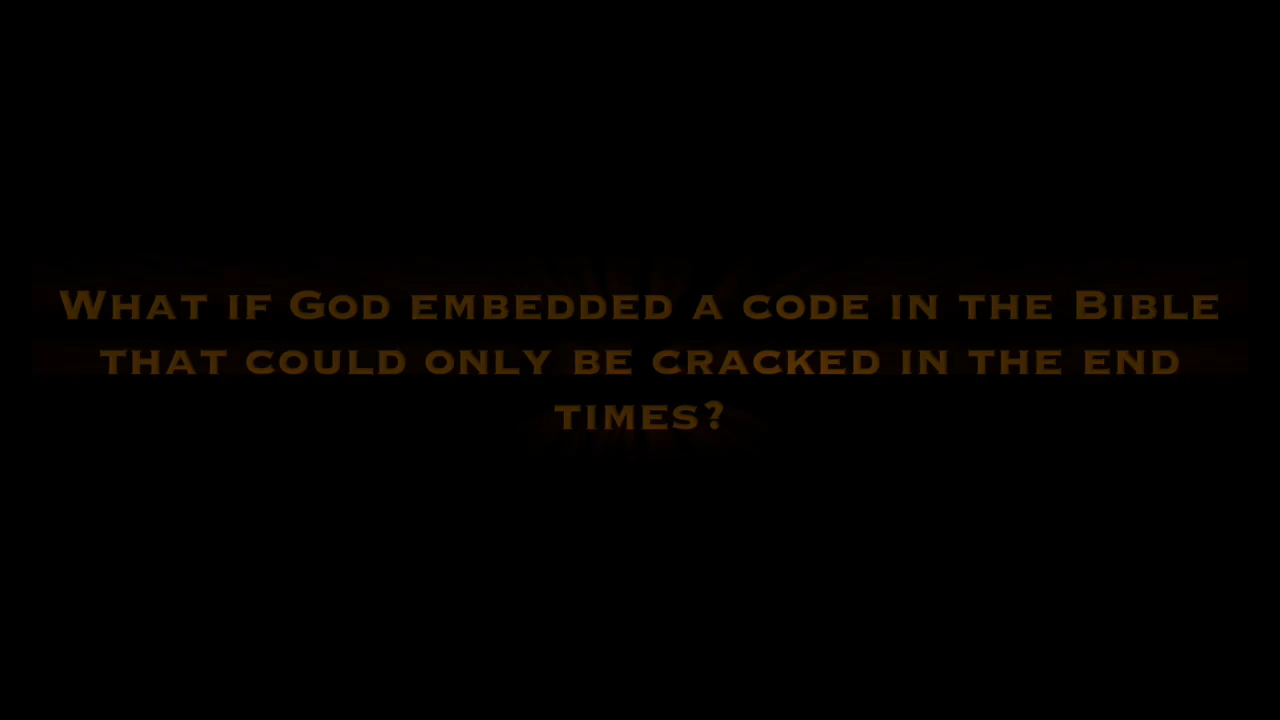 What if God embedded a code in the Bible
that could only be cracked in the end
times?